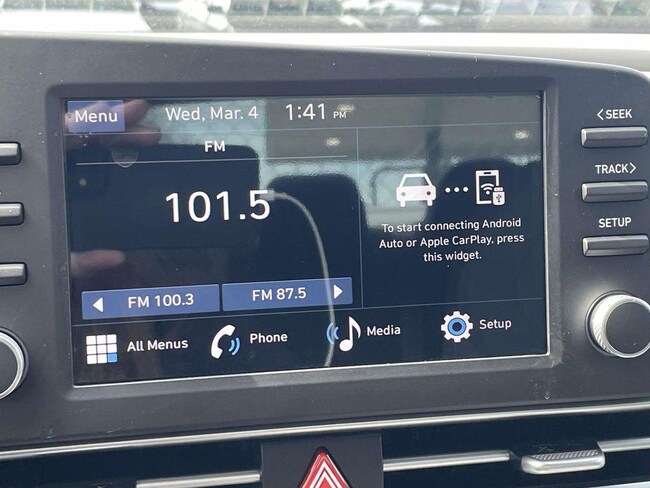 Menu
Wed, Mar. 4 1:41 PM
FM
101.5
To start connecting Android
Auto or Apple CarPlay, press
this widget.
FM 100.3
FM 87.5
All Menus
Phone
Media
Setup
<SEEK
TRACK>
SETUP